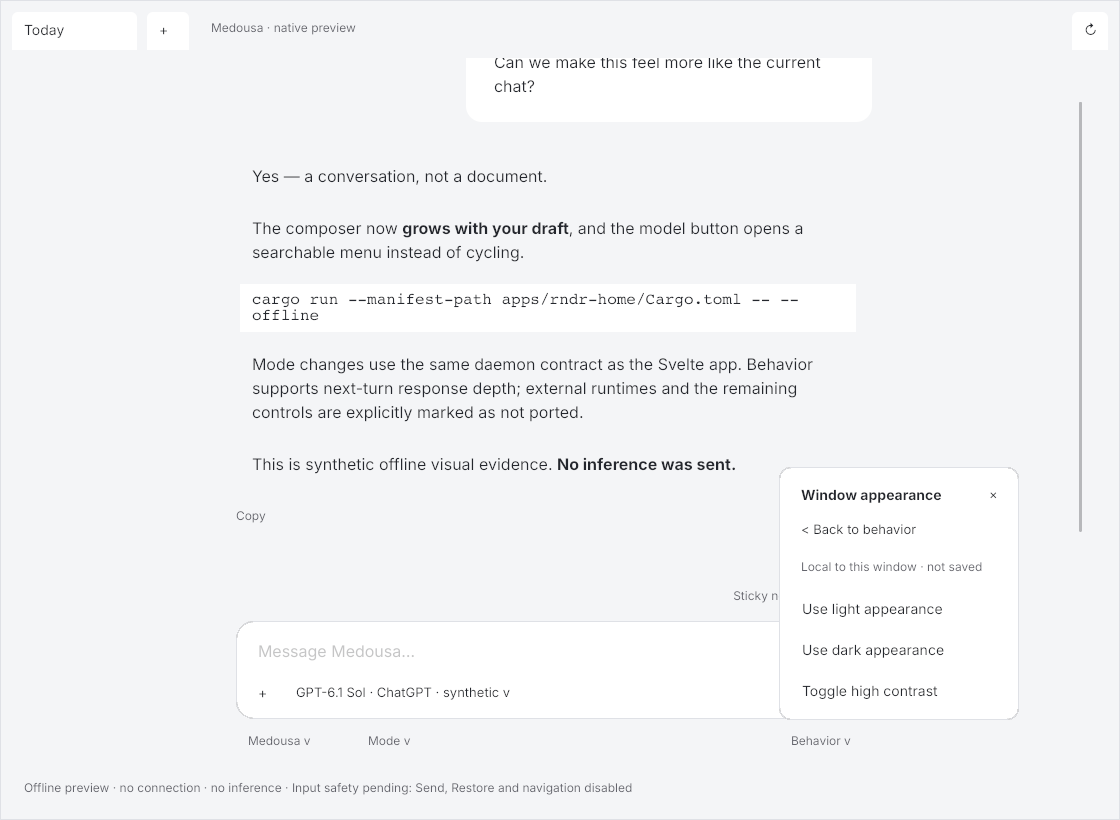 Today
+
Medousa · native preview
Can we make this feel more like the current
chat?
Yes — a conversation, not a document.
The composer now grows with your draft, and the model button opens a
searchable menu instead of cycling.
cargo run --manifest-path apps/rndr-home/Cargo.toml -- --
offline
Mode changes use the same daemon contract as the Svelte app. Behavior
supports next-turn response depth; external runtimes and the remaining
controls are explicitly marked as not ported.
This is synthetic offline visual evidence. No inference was sent.
Copy
Window appearance ×
< Back to behavior
Local to this window · not saved
Use light appearance
Use dark appearance
Toggle high contrast
Sticky n
Message Medousa...
+ GPT-6.1 Sol · ChatGPT · synthetic v
Medousa v
Mode v
Behavior v
Offline preview · no connection · no inference · Input safety pending: Send, Restore and navigation disabled